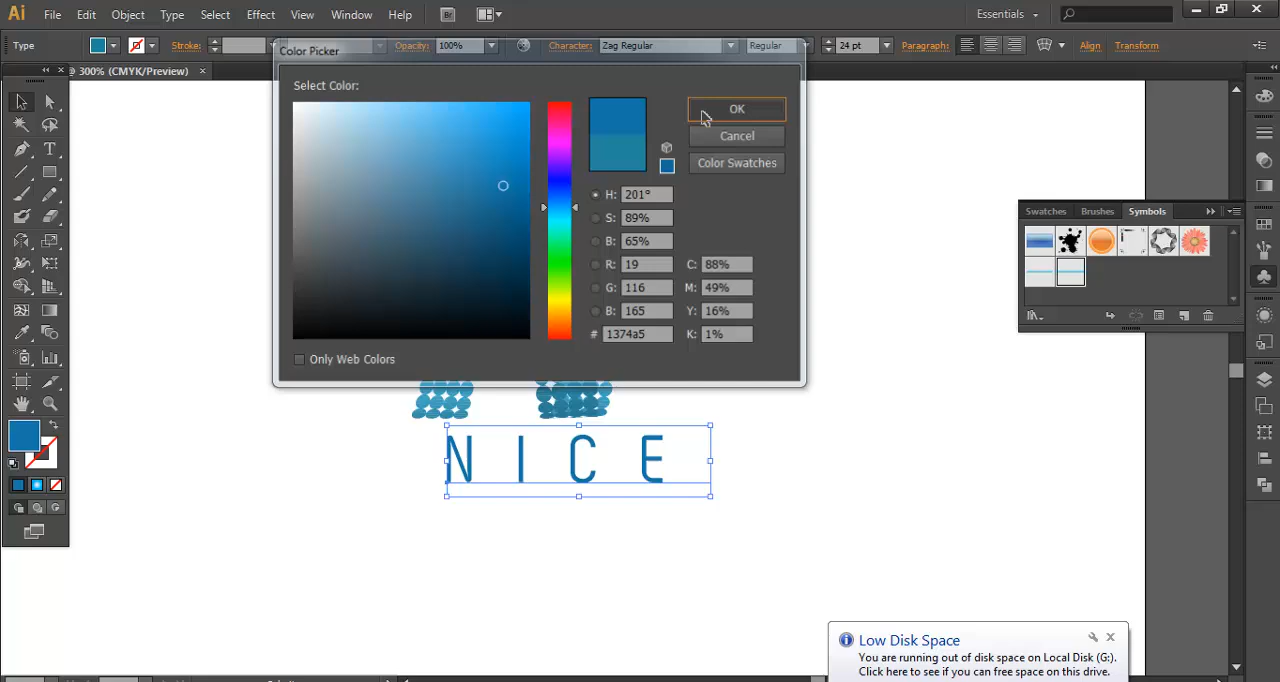 Ai File Edit Object Type Select Effect View Window Help Br Essentials
Type Stroke: Opacity: 100% Character: Zag Regular Regular 24 pt Paragraph: Align Transform
@ 300% (CMYK/Preview)
Color Picker
Select Color:
OK
Cancel
Color Swatches
H: 201°
S: 89%
B: 65%
R: 19 C: 88%
G: 116 M: 49%
B: 165 Y: 16%
# 1374a5 K: 1%
Only Web Colors
Swatches Brushes Symbols
NICE
Low Disk Space
You are running out of disk space on Local Disk (G:).
Click here to see if you can free space on this drive.